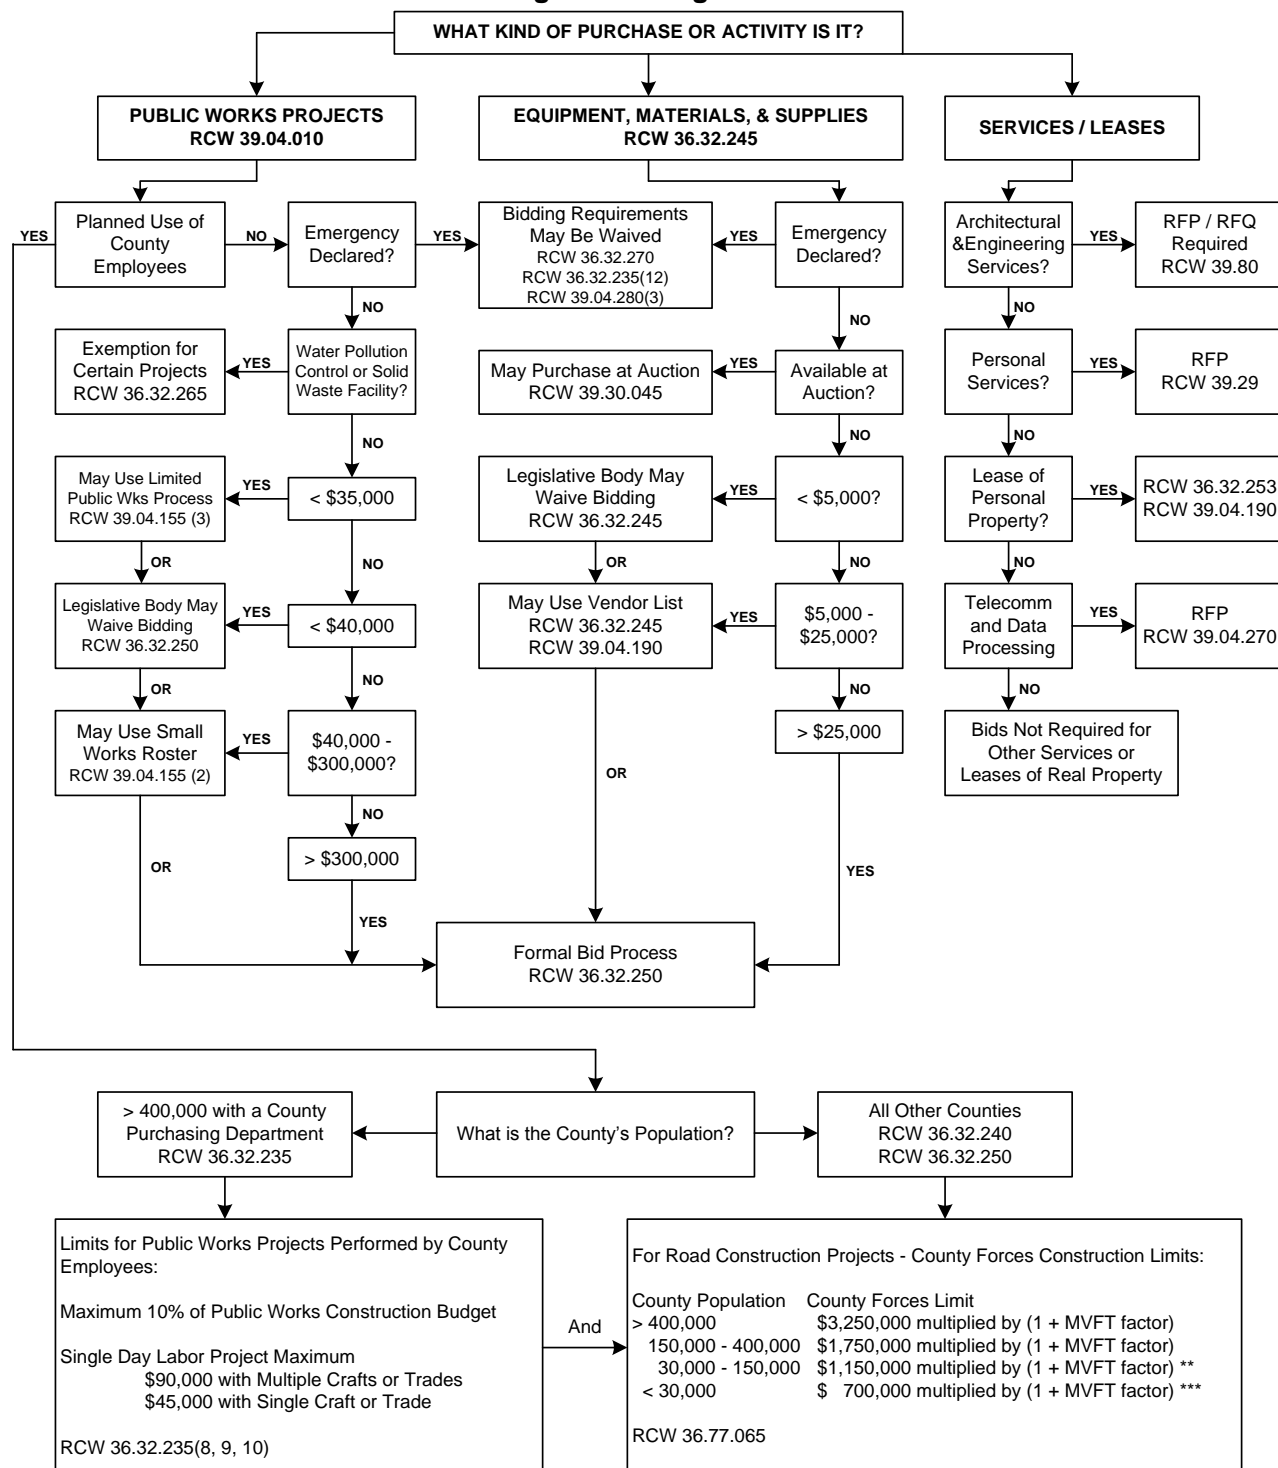 WHAT KIND OF PURCHASE OR ACTIVITY IS IT?
PUBLIC WORKS PROJECTS
RCW 39.04.010
EQUIPMENT, MATERIALS, & SUPPLIES
RCW 36.32.245
SERVICES / LEASES
YES
Planned Use of
County
Employees
NO
Emergency
Declared?
YES
Bidding Requirements
May Be Waived
RCW 36.32.270
RCW 36.32.235(12)
RCW 39.04.280(3)
YES
Emergency
Declared?
Architectural
&Engineering
Services?
YES
RFP / RFQ
Required
RCW 39.80
NO
NO
NO
Exemption for
Certain Projects
RCW 36.32.265
YES
Water Pollution
Control or Solid
Waste Facility?
May Purchase at Auction
RCW 39.30.045
YES
Available at
Auction?
Personal
Services?
YES
RFP
RCW 39.29
NO
NO
NO
May Use Limited
Public Wks Process
RCW 39.04.155 (3)
YES
< $35,000
Legislative Body May
Waive Bidding
RCW 36.32.245
YES
< $5,000?
Lease of
Personal
Property?
YES
RCW 36.32.253
RCW 39.04.190
OR
NO
OR
NO
NO
Legislative Body May
Waive Bidding
RCW 36.32.250
YES
< $40,000
May Use Vendor List
RCW 36.32.245
RCW 39.04.190
YES
$5,000 -
$25,000?
Telecomm
and Data
Processing
YES
RFP
RCW 39.04.270
OR
NO
NO
NO
May Use Small
Works Roster
RCW 39.04.155 (2)
YES
$40,000 -
$300,000?
> $25,000
Bids Not Required for
Other Services or
Leases of Real Property
OR
NO
OR
> $300,000
YES
YES
Formal Bid Process
RCW 36.32.250
> 400,000 with a County
Purchasing Department
RCW 36.32.235
What is the County's Population?
All Other Counties
RCW 36.32.240
RCW 36.32.250
Limits for Public Works Projects Performed by County
Employees:
Maximum 10% of Public Works Construction Budget
Single Day Labor Project Maximum
$90,000 with Multiple Crafts or Trades
$45,000 with Single Craft or Trade
RCW 36.32.235(8, 9, 10)
And
For Road Construction Projects - County Forces Construction Limits:
County Population County Forces Limit
> 400,000 $3,250,000 multiplied by (1 + MVFT factor)
150,000 - 400,000 $1,750,000 multiplied by (1 + MVFT factor)
30,000 - 150,000 $1,150,000 multiplied by (1 + MVFT factor) **
< 30,000 $ 700,000 multiplied by (1 + MVFT factor) ***
RCW 36.77.065